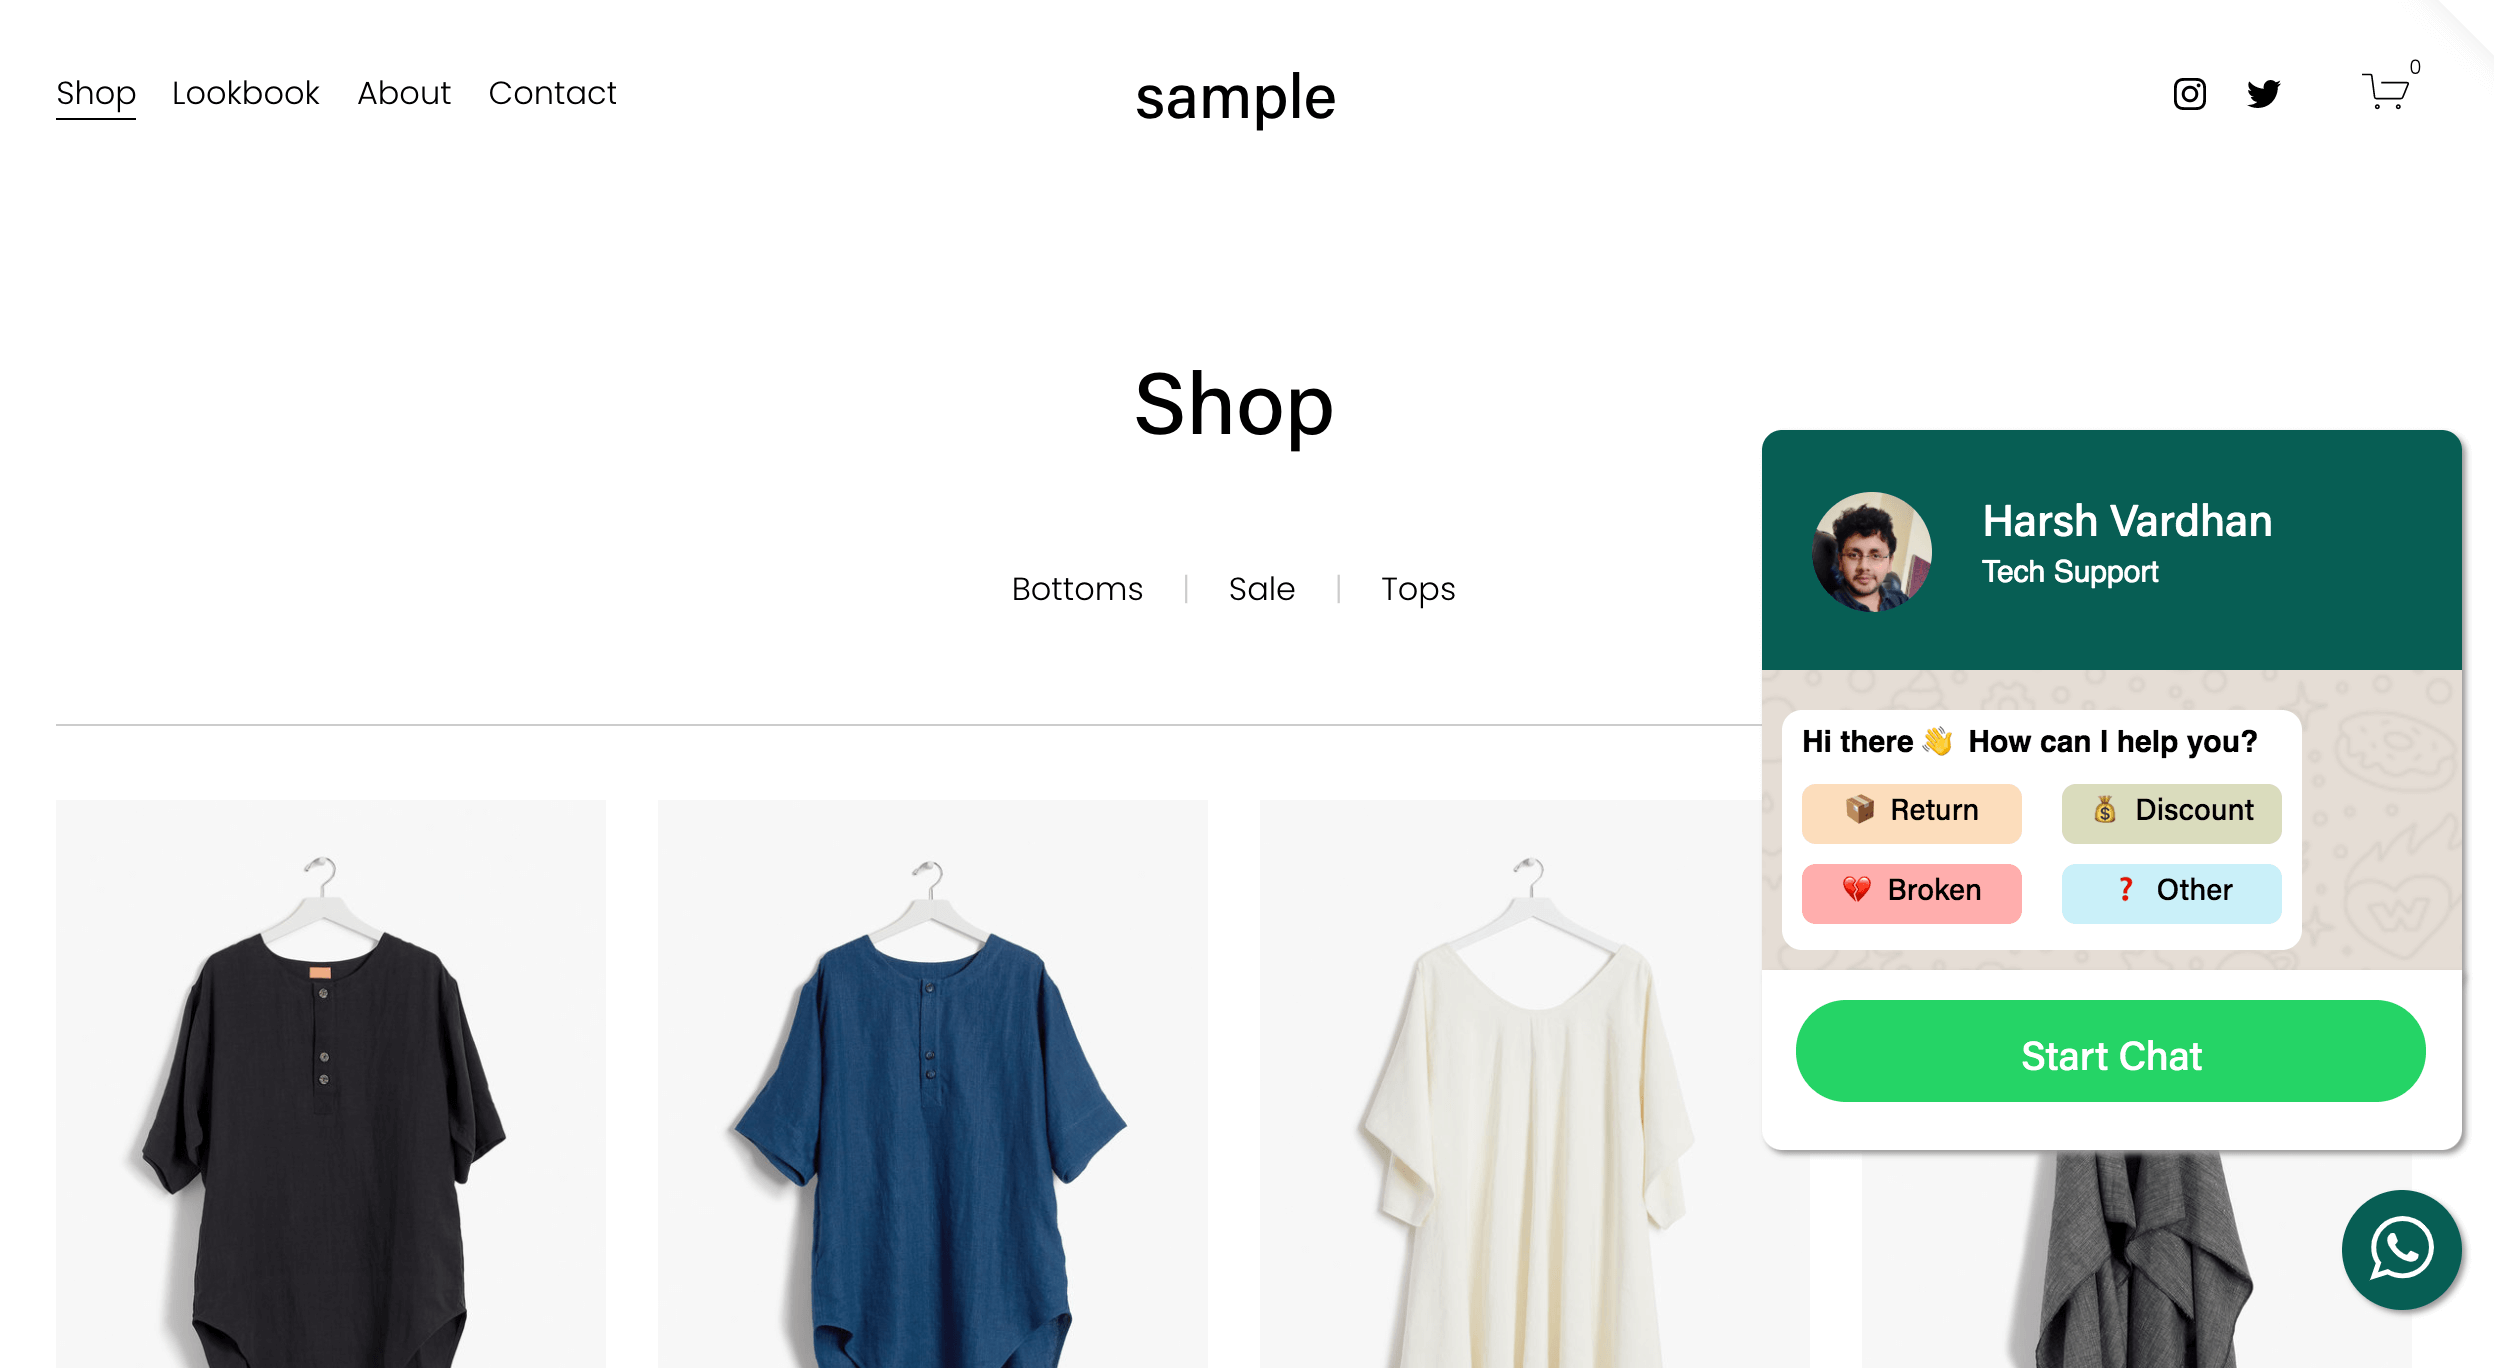 Shop Lookbook About Contact
sample
0
Shop
Bottoms | Sale | Tops
Harsh Vardhan
Tech Support
Hi there 👋 How can I help you?
📦 Return 💰 Discount
💔 Broken ❓ Other
Start Chat